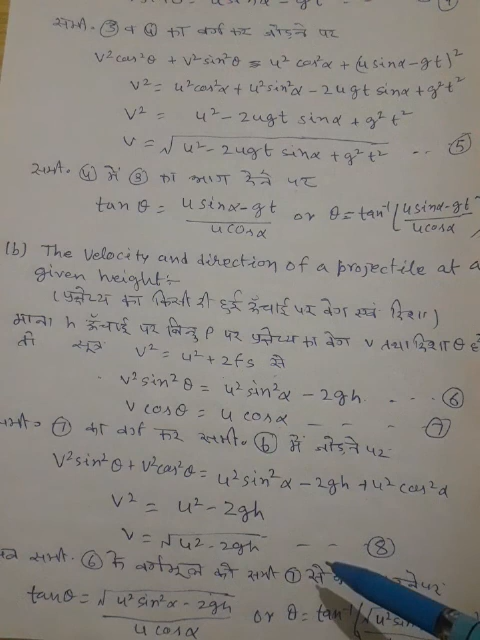 समी. ③ व ④ का वर्ग कर जोड़ने पर
v²cos²θ + v²sin²θ = u²cos²α + (u sinα - gt)²
v² = u²cos²α + u²sin²α - 2ugt sinα + g²t²
v² = u² - 2ugt sinα + g²t²
v = √u² - 2ugt sinα + g²t² -- ⑤
समी. ④ में ③ का भाग देने पर
tan θ = u sinα - gt / u cosα or θ = tan⁻¹ (u sinα - gt / u cosα
(b) The velocity and direction of a projectile at a
given height:-
(प्रक्षेप्य का किसी दी हुई ऊँचाई पर वेग एवं दिशा)
माना h ऊँचाई पर बिन्दु P पर प्रक्षेप्य का वेग v तथा दिशा θ है
तो सूत्र v² = u² + 2fs से
v²sin²θ = u²sin²α - 2gh. --- ⑥
v cosθ = u cosα - - - ⑦
समी. ⑦ का वर्ग कर समी. ⑥ में जोड़ने पर
v²sin²θ + v²cos²θ = u²sin²α - 2gh + u²cos²α
v² = u² - 2gh
v = √u² - 2gh -- -- ⑧
समी. ⑥ के वर्गमूल को समी ⑦ से पर
tanθ = √u²sin²α - 2gh / u cosα or θ = tan⁻¹ (√u² sin²